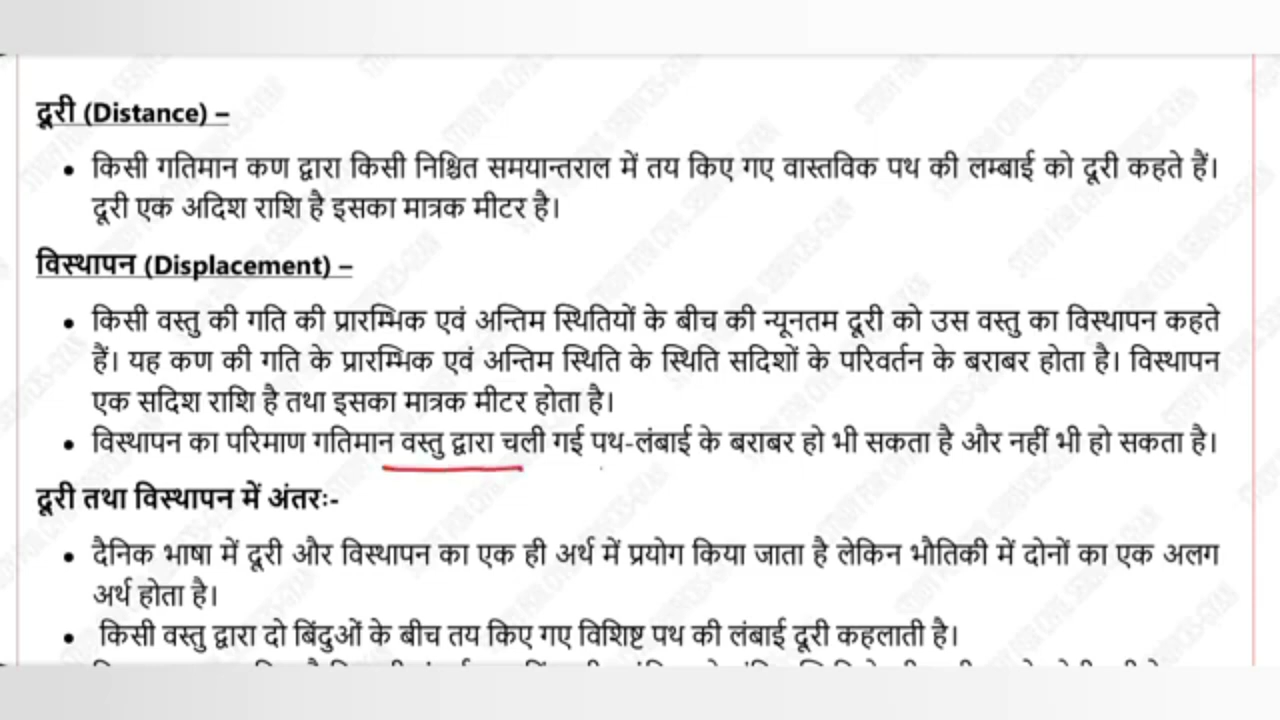 दूरी (Distance) –
• किसी गतिमान कण द्वारा किसी निश्चित समयान्तराल में तय किए गए वास्तविक पथ की लम्बाई को दूरी कहते हैं।
दूरी एक अदिश राशि है इसका मात्रक मीटर है।
विस्थापन (Displacement) –
• किसी वस्तु की गति की प्रारम्भिक एवं अन्तिम स्थितियों के बीच की न्यूनतम दूरी को उस वस्तु का विस्थापन कहते
हैं। यह कण की गति के प्रारम्भिक एवं अन्तिम स्थिति के स्थिति सदिशों के परिवर्तन के बराबर होता है। विस्थापन
एक सदिश राशि है तथा इसका मात्रक मीटर होता है।
• विस्थापन का परिमाण गतिमान वस्तु द्वारा चली गई पथ-लंबाई के बराबर हो भी सकता है और नहीं भी हो सकता है।
दूरी तथा विस्थापन में अंतरः-
• दैनिक भाषा में दूरी और विस्थापन का एक ही अर्थ में प्रयोग किया जाता है लेकिन भौतिकी में दोनों का एक अलग
अर्थ होता है।
• किसी वस्तु द्वारा दो बिंदुओं के बीच तय किए गए विशिष्ट पथ की लंबाई दूरी कहलाती है।